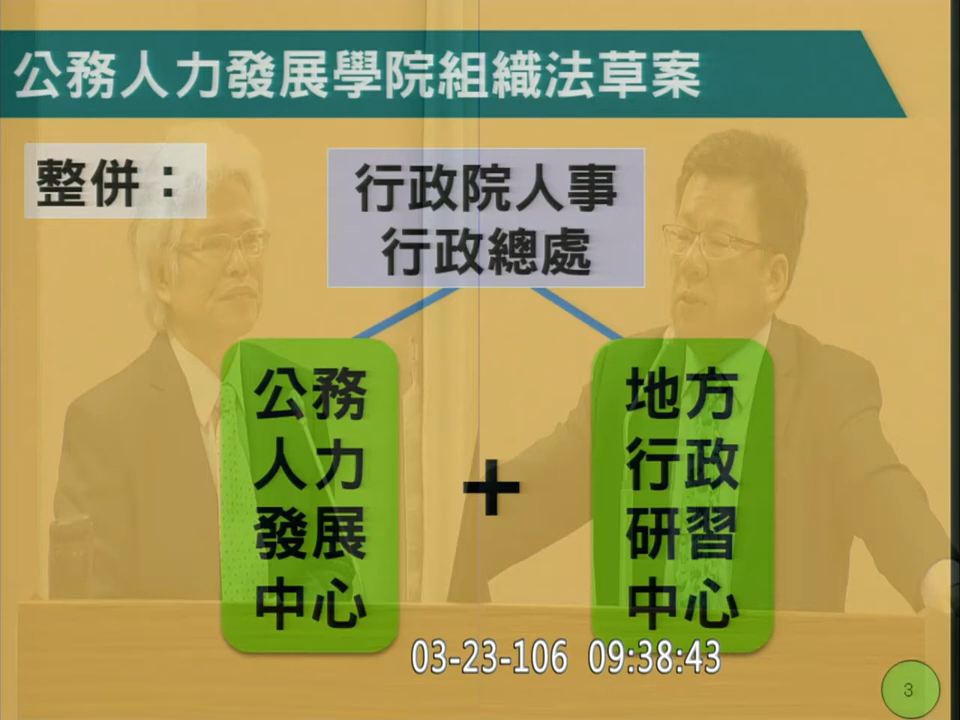 公務人力發展學院組織法草案
整併：
行政院人事
行政總處
公務
人力
發展
中心
+
地方
行政
研習
中心
03-23-106 09:38:43
3